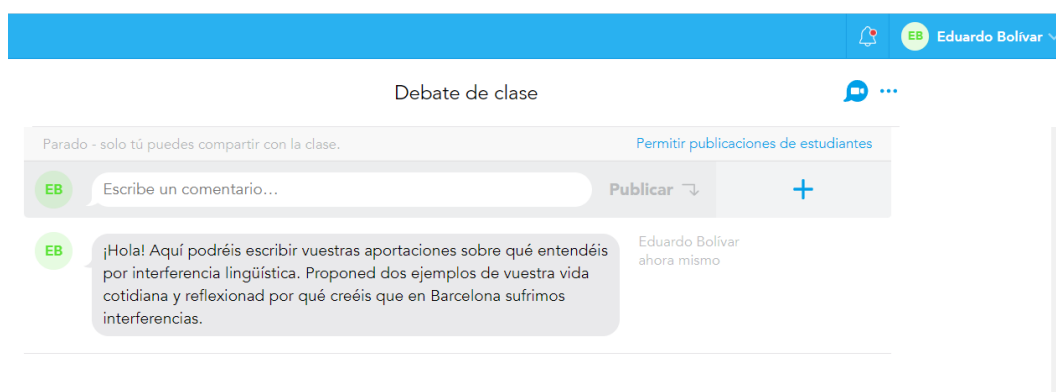 EB Eduardo Bolívar
Debate de clase
Parado - solo tú puedes compartir con la clase. Permitir publicaciones de estudiantes
EB Escribe un comentario... Publicar +
EB
¡Hola! Aquí podréis escribir vuestras aportaciones sobre qué entendéis
por interferencia lingüística. Proponed dos ejemplos de vuestra vida
cotidiana y reflexionad por qué creéis que en Barcelona sufrimos
interferencias.
Eduardo Bolívar
ahora mismo